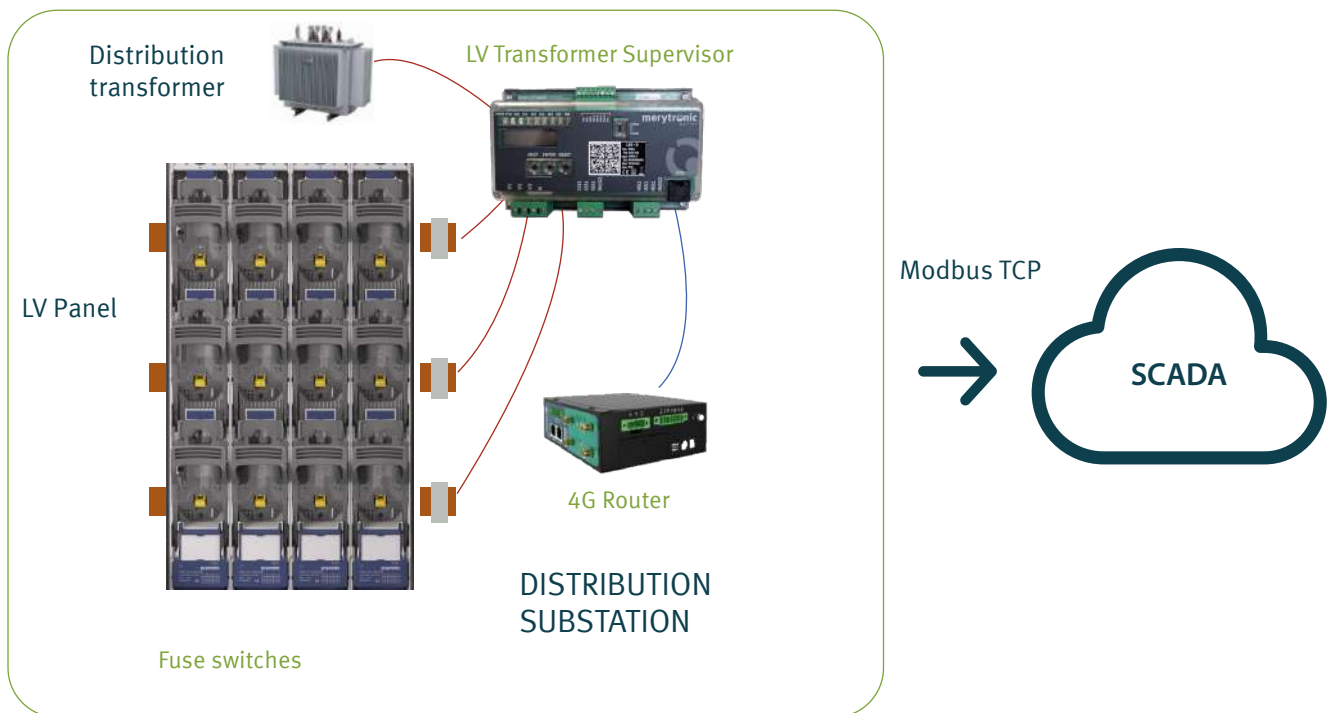 Distribution
transformer
LV Transformer Supervisor
merytronic
LV Panel
Modbus TCP
SCADA
4G Router
DISTRIBUTION
SUBSTATION
Fuse switches